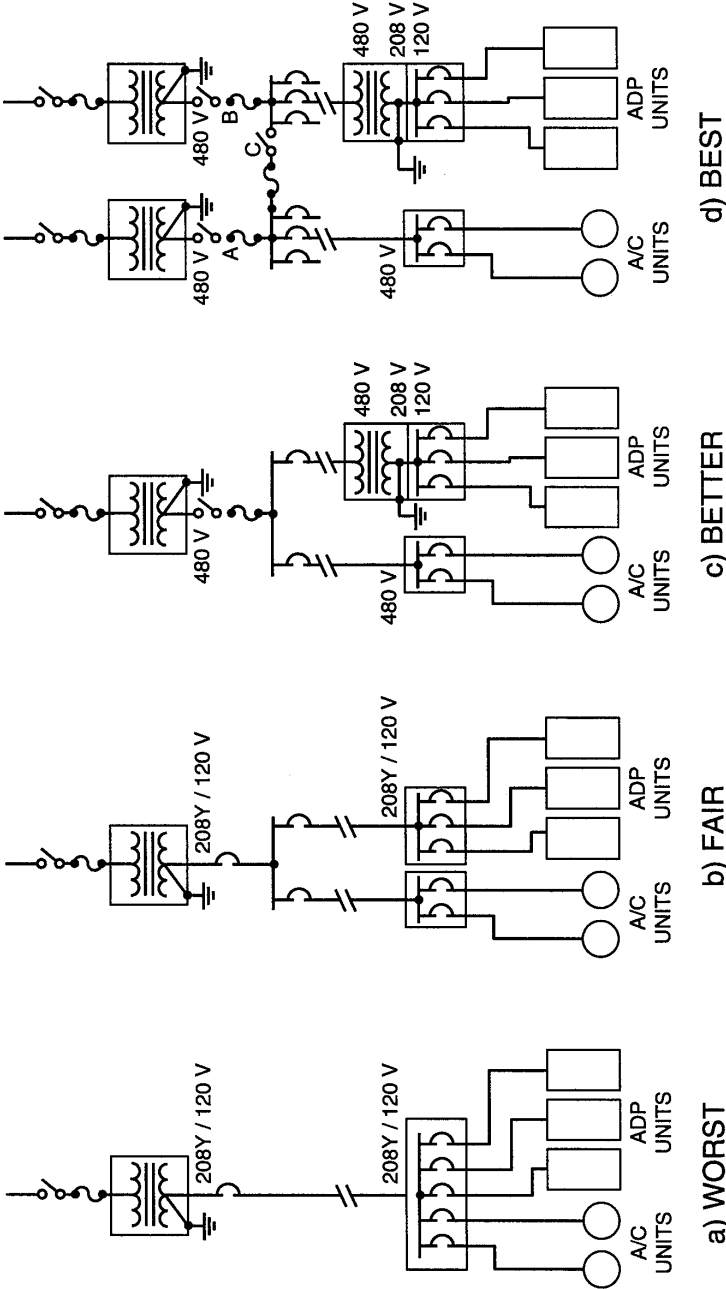 208Y / 120 V
208Y / 120 V
A/C
UNITS
ADP
UNITS
a) WORST
208Y / 120 V
208Y / 120 V
A/C
UNITS
ADP
UNITS
b) FAIR
480 V
480 V
480 V
208 V
120 V
A/C
UNITS
ADP
UNITS
c) BETTER
480 V
A
480 V
B
C
480 V
480 V
208 V
120 V
A/C
UNITS
ADP
UNITS
d) BEST